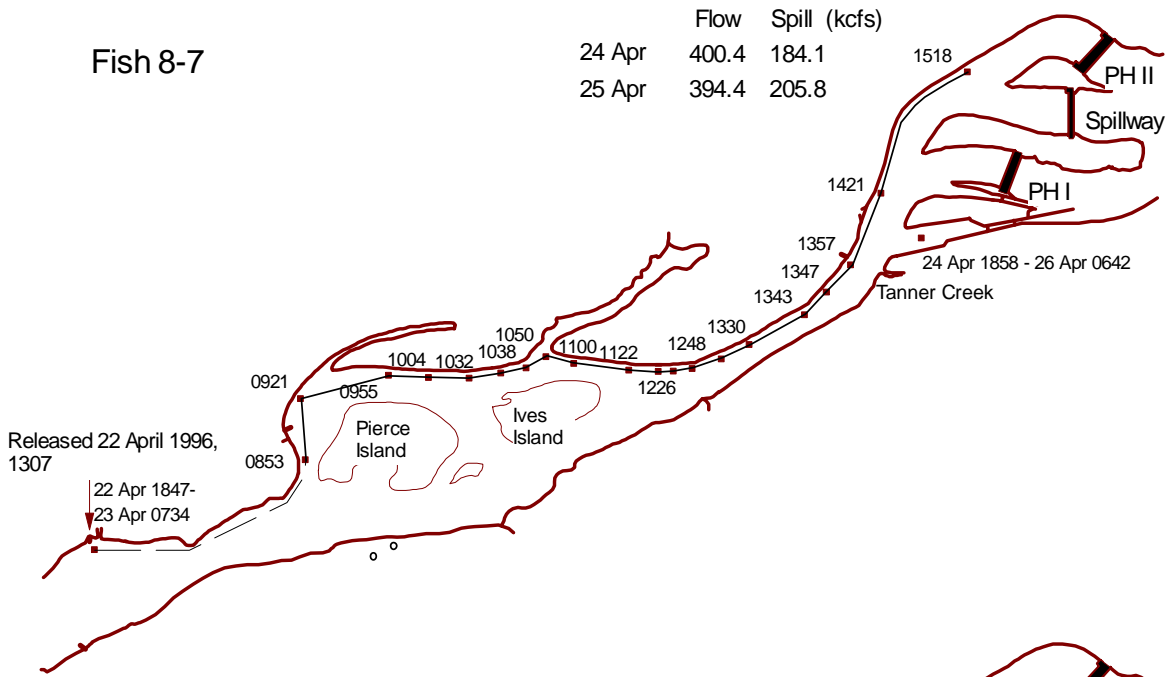 Fish 8-7
Flow Spill (kcfs)
24 Apr 400.4 184.1
25 Apr 394.4 205.8
1518
PH II
Spillway
PH I
1421
1357
1347
1343
1330
24 Apr 1858 - 26 Apr 0642
Tanner Creek
1248
1226
1122
1100
1050
1038
1032
1004
0955
0921
0853
Pierce
Island
Ives
Island
Released 22 April 1996,
1307
22 Apr 1847-
23 Apr 0734